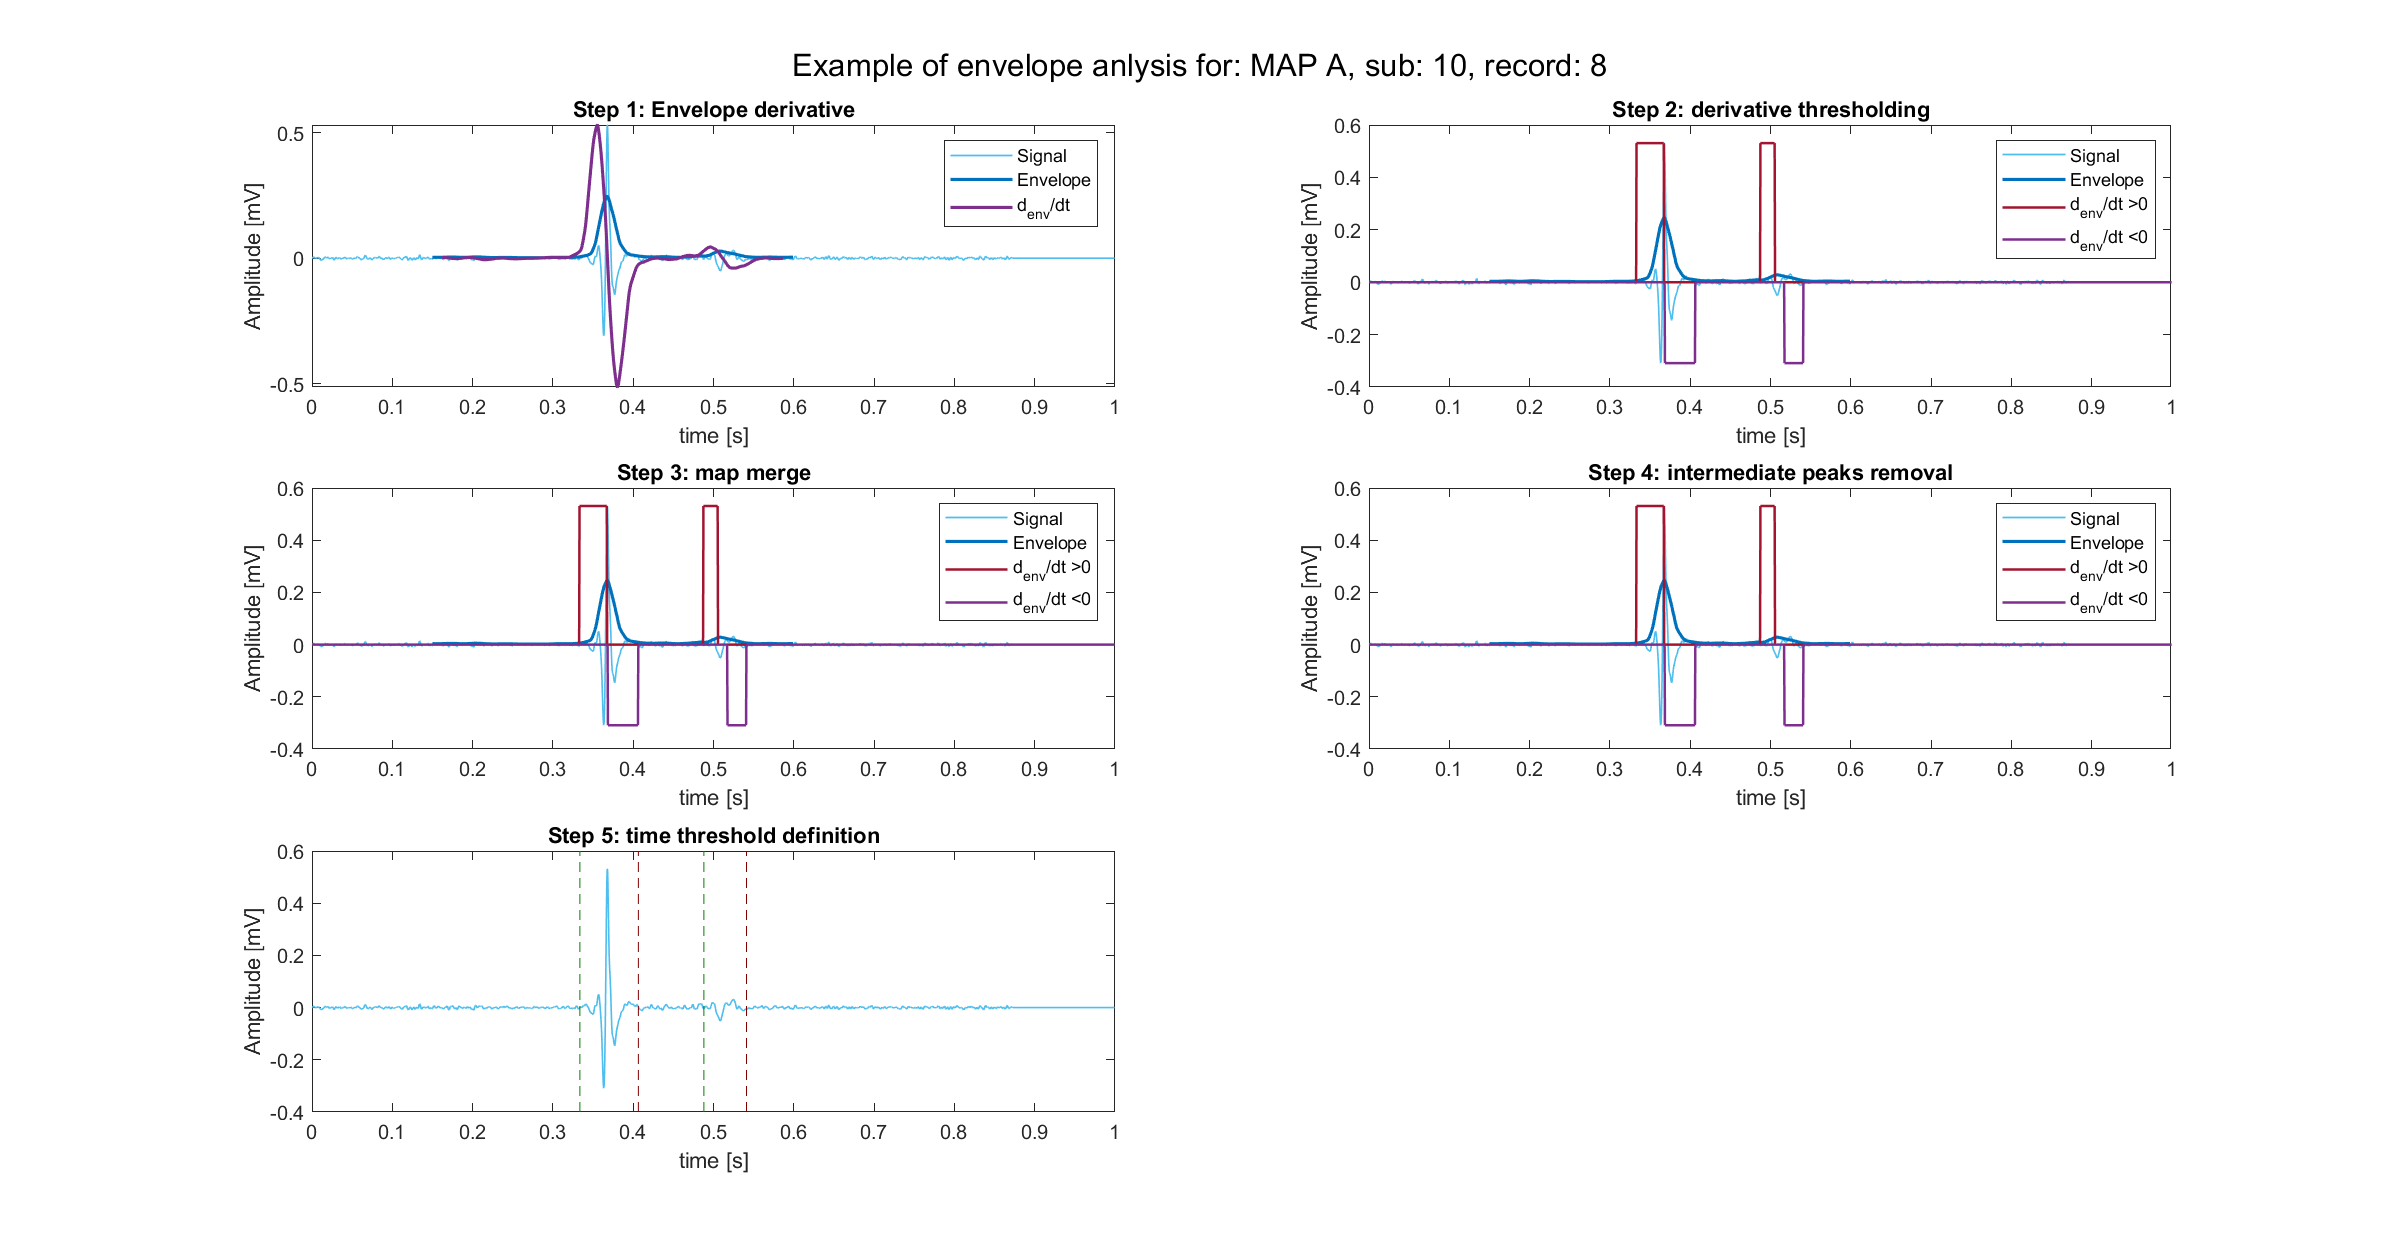 Example of envelope anlysis for: MAP A, sub: 10, record: 8
Step 1: Envelope derivative
0.5
0
-0.5
Amplitude [mV]
0 0.1 0.2 0.3 0.4 0.5 0.6 0.7 0.8 0.9 1
time [s]
Signal
Envelope
d_env/dt
Step 2: derivative thresholding
0.6
0.4
0.2
0
-0.2
-0.4
Amplitude [mV]
0 0.1 0.2 0.3 0.4 0.5 0.6 0.7 0.8 0.9 1
time [s]
Signal
Envelope
d_env/dt >0
d_env/dt <0
Step 3: map merge
0.6
0.4
0.2
0
-0.2
-0.4
Amplitude [mV]
0 0.1 0.2 0.3 0.4 0.5 0.6 0.7 0.8 0.9 1
time [s]
Signal
Envelope
d_env/dt >0
d_env/dt <0
Step 4: intermediate peaks removal
0.6
0.4
0.2
0
-0.2
-0.4
Amplitude [mV]
0 0.1 0.2 0.3 0.4 0.5 0.6 0.7 0.8 0.9 1
time [s]
Signal
Envelope
d_env/dt >0
d_env/dt <0
Step 5: time threshold definition
0.6
0.4
0.2
0
-0.2
-0.4
Amplitude [mV]
0 0.1 0.2 0.3 0.4 0.5 0.6 0.7 0.8 0.9 1
time [s]